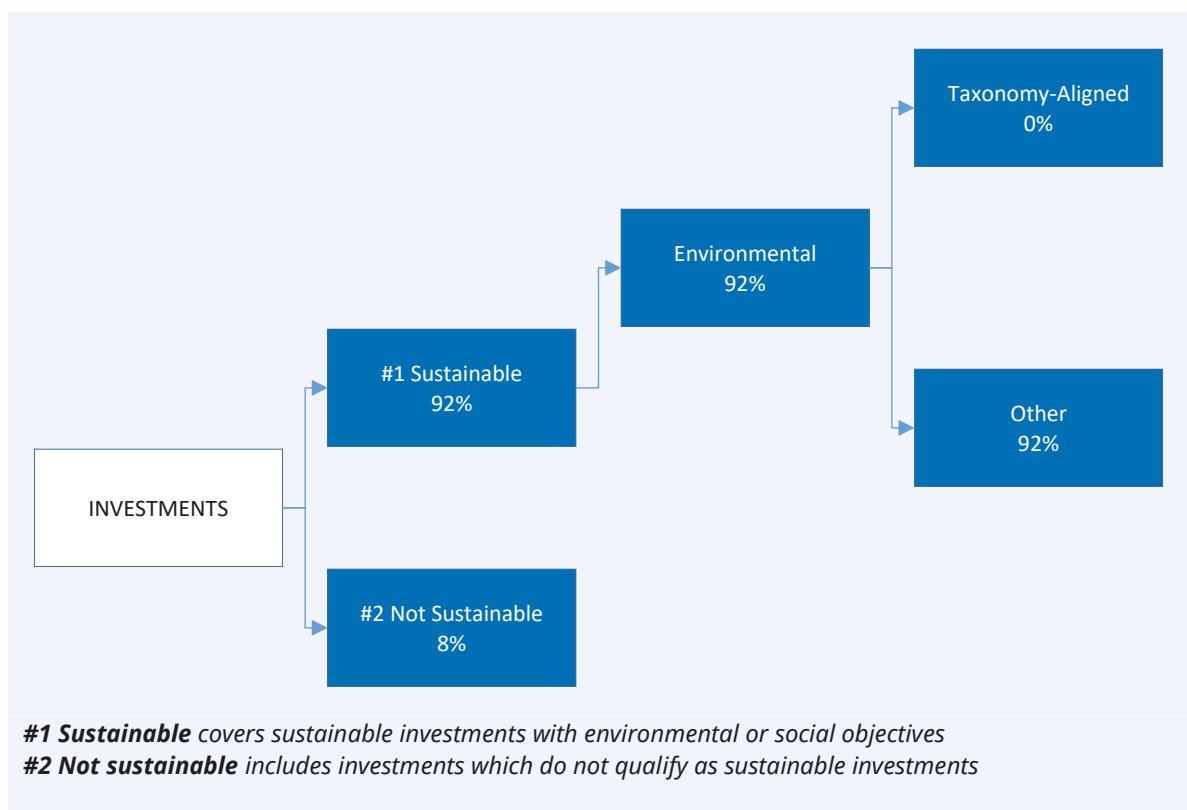 Taxonomy-Aligned
0%
Environmental
92%
#1 Sustainable
92%
Other
92%
INVESTMENTS
#2 Not Sustainable
8%
#1 Sustainable covers sustainable investments with environmental or social objectives
#2 Not sustainable includes investments which do not qualify as sustainable investments